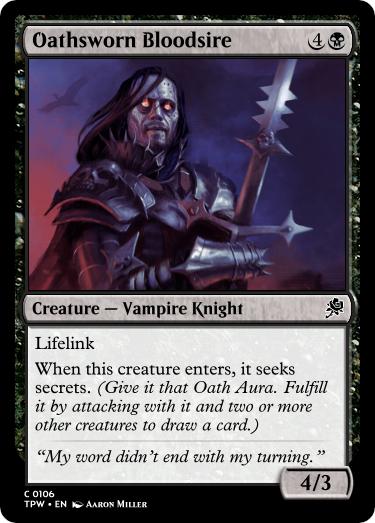 Oathsworn Bloodsire 4
Creature — Vampire Knight
Lifelink
When this creature enters, it seeks
secrets. (Give it that Oath Aura. Fulfill
it by attacking with it and two or more
other creatures to draw a card.)
“My word didn’t end with my turning.”
4/3
C 0106
TPW • EN Aaron Miller